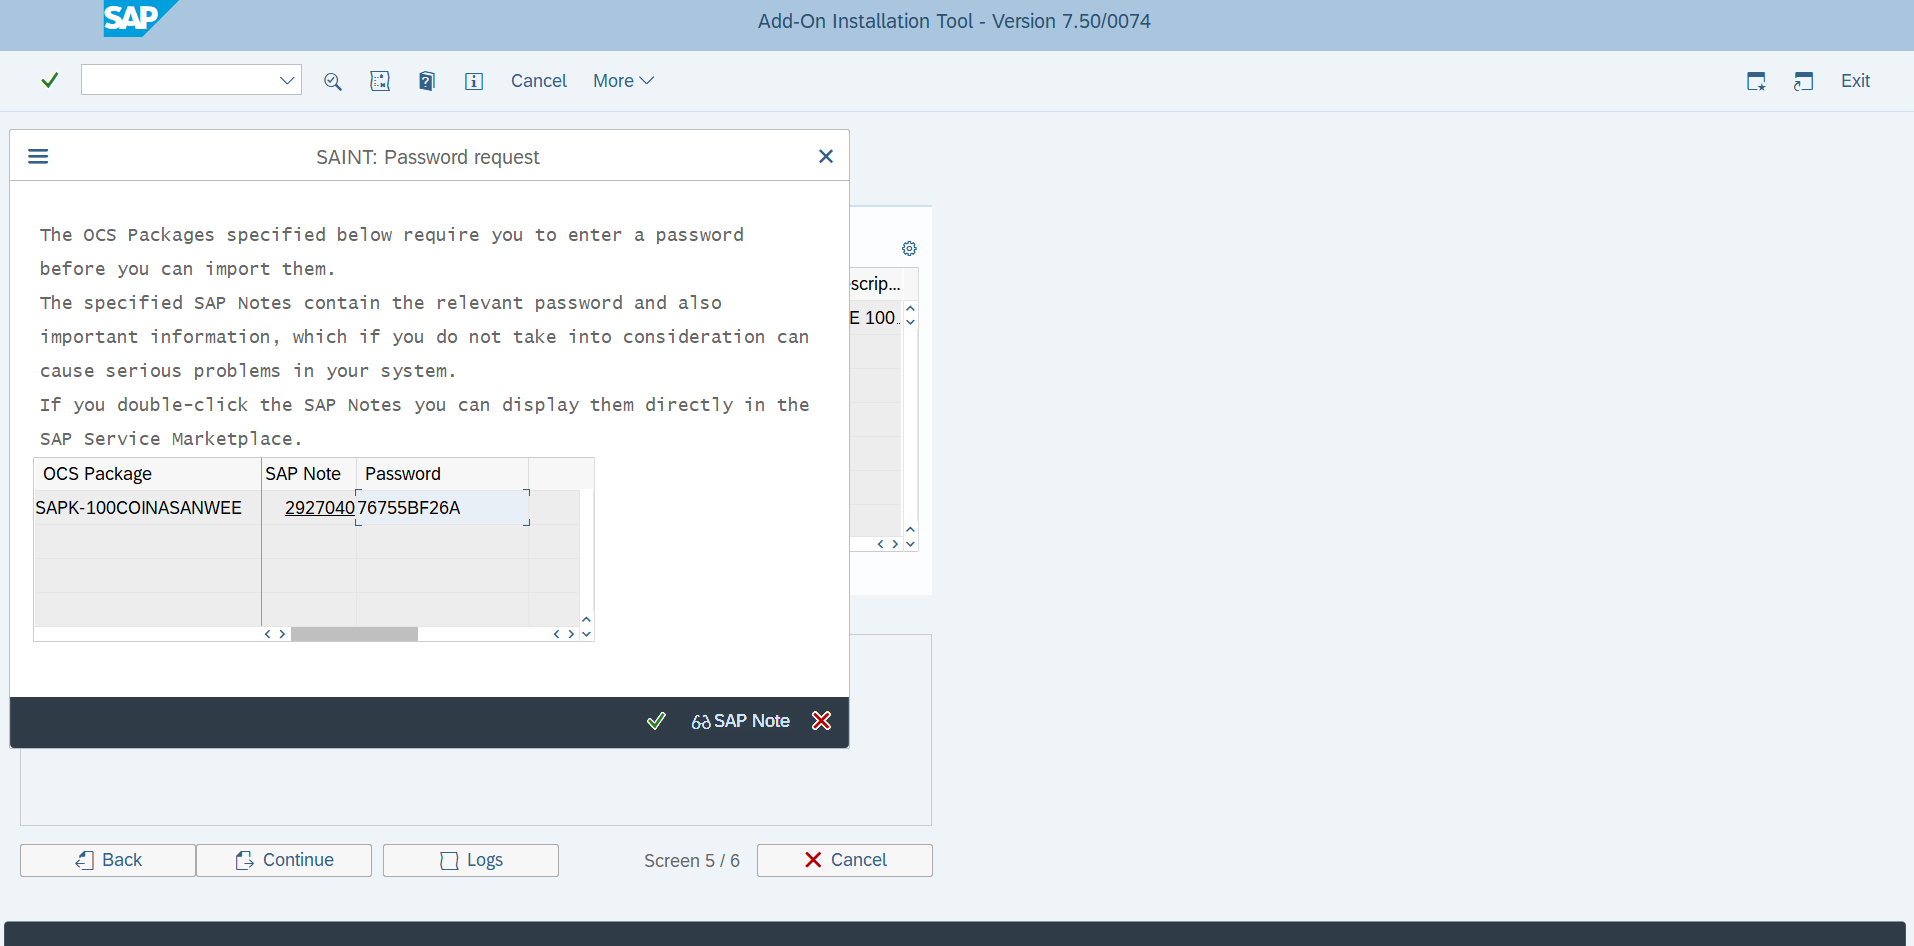 SAP
Add-On Installation Tool - Version 7.50/0074
Cancel More Exit
SAINT: Password request
The OCS Packages specified below require you to enter a password
before you can import them.
The specified SAP Notes contain the relevant password and also
important information, which if you do not take into consideration can
cause serious problems in your system.
If you double-click the SAP Notes you can display them directly in the
SAP Service Marketplace.
OCS Package SAP Note Password
SAPK-100COINASANWEE 2927040 76755BF26A
SAP Note
scrip...
E 100..
Back Continue Logs Screen 5 / 6 Cancel